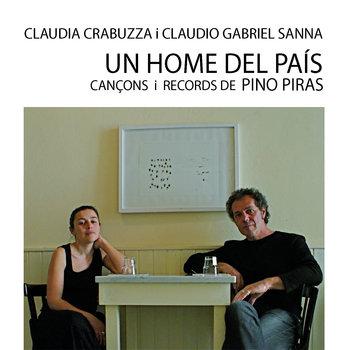 CLAUDIA CRABUZZA i CLAUDIO GABRIEL SANNA
UN HOME DEL PAÍS
CANÇONS i RECORDS DE PINO PIRAS